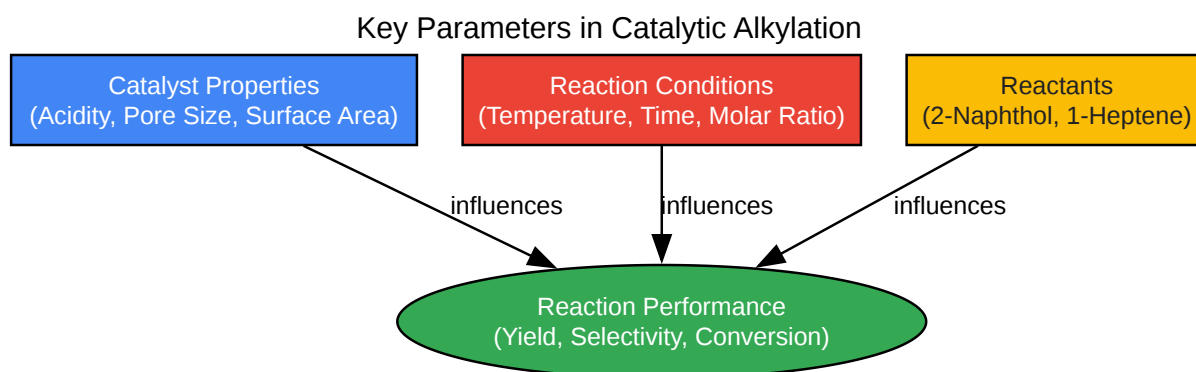 Key Parameters in Catalytic Alkylation
Catalyst Properties
(Acidity, Pore Size, Surface Area)
Reaction Conditions
(Temperature, Time, Molar Ratio)
Reactants
(2-Naphthol, 1-Heptene)
influences
influences
influences
Reaction Performance
(Yield, Selectivity, Conversion)